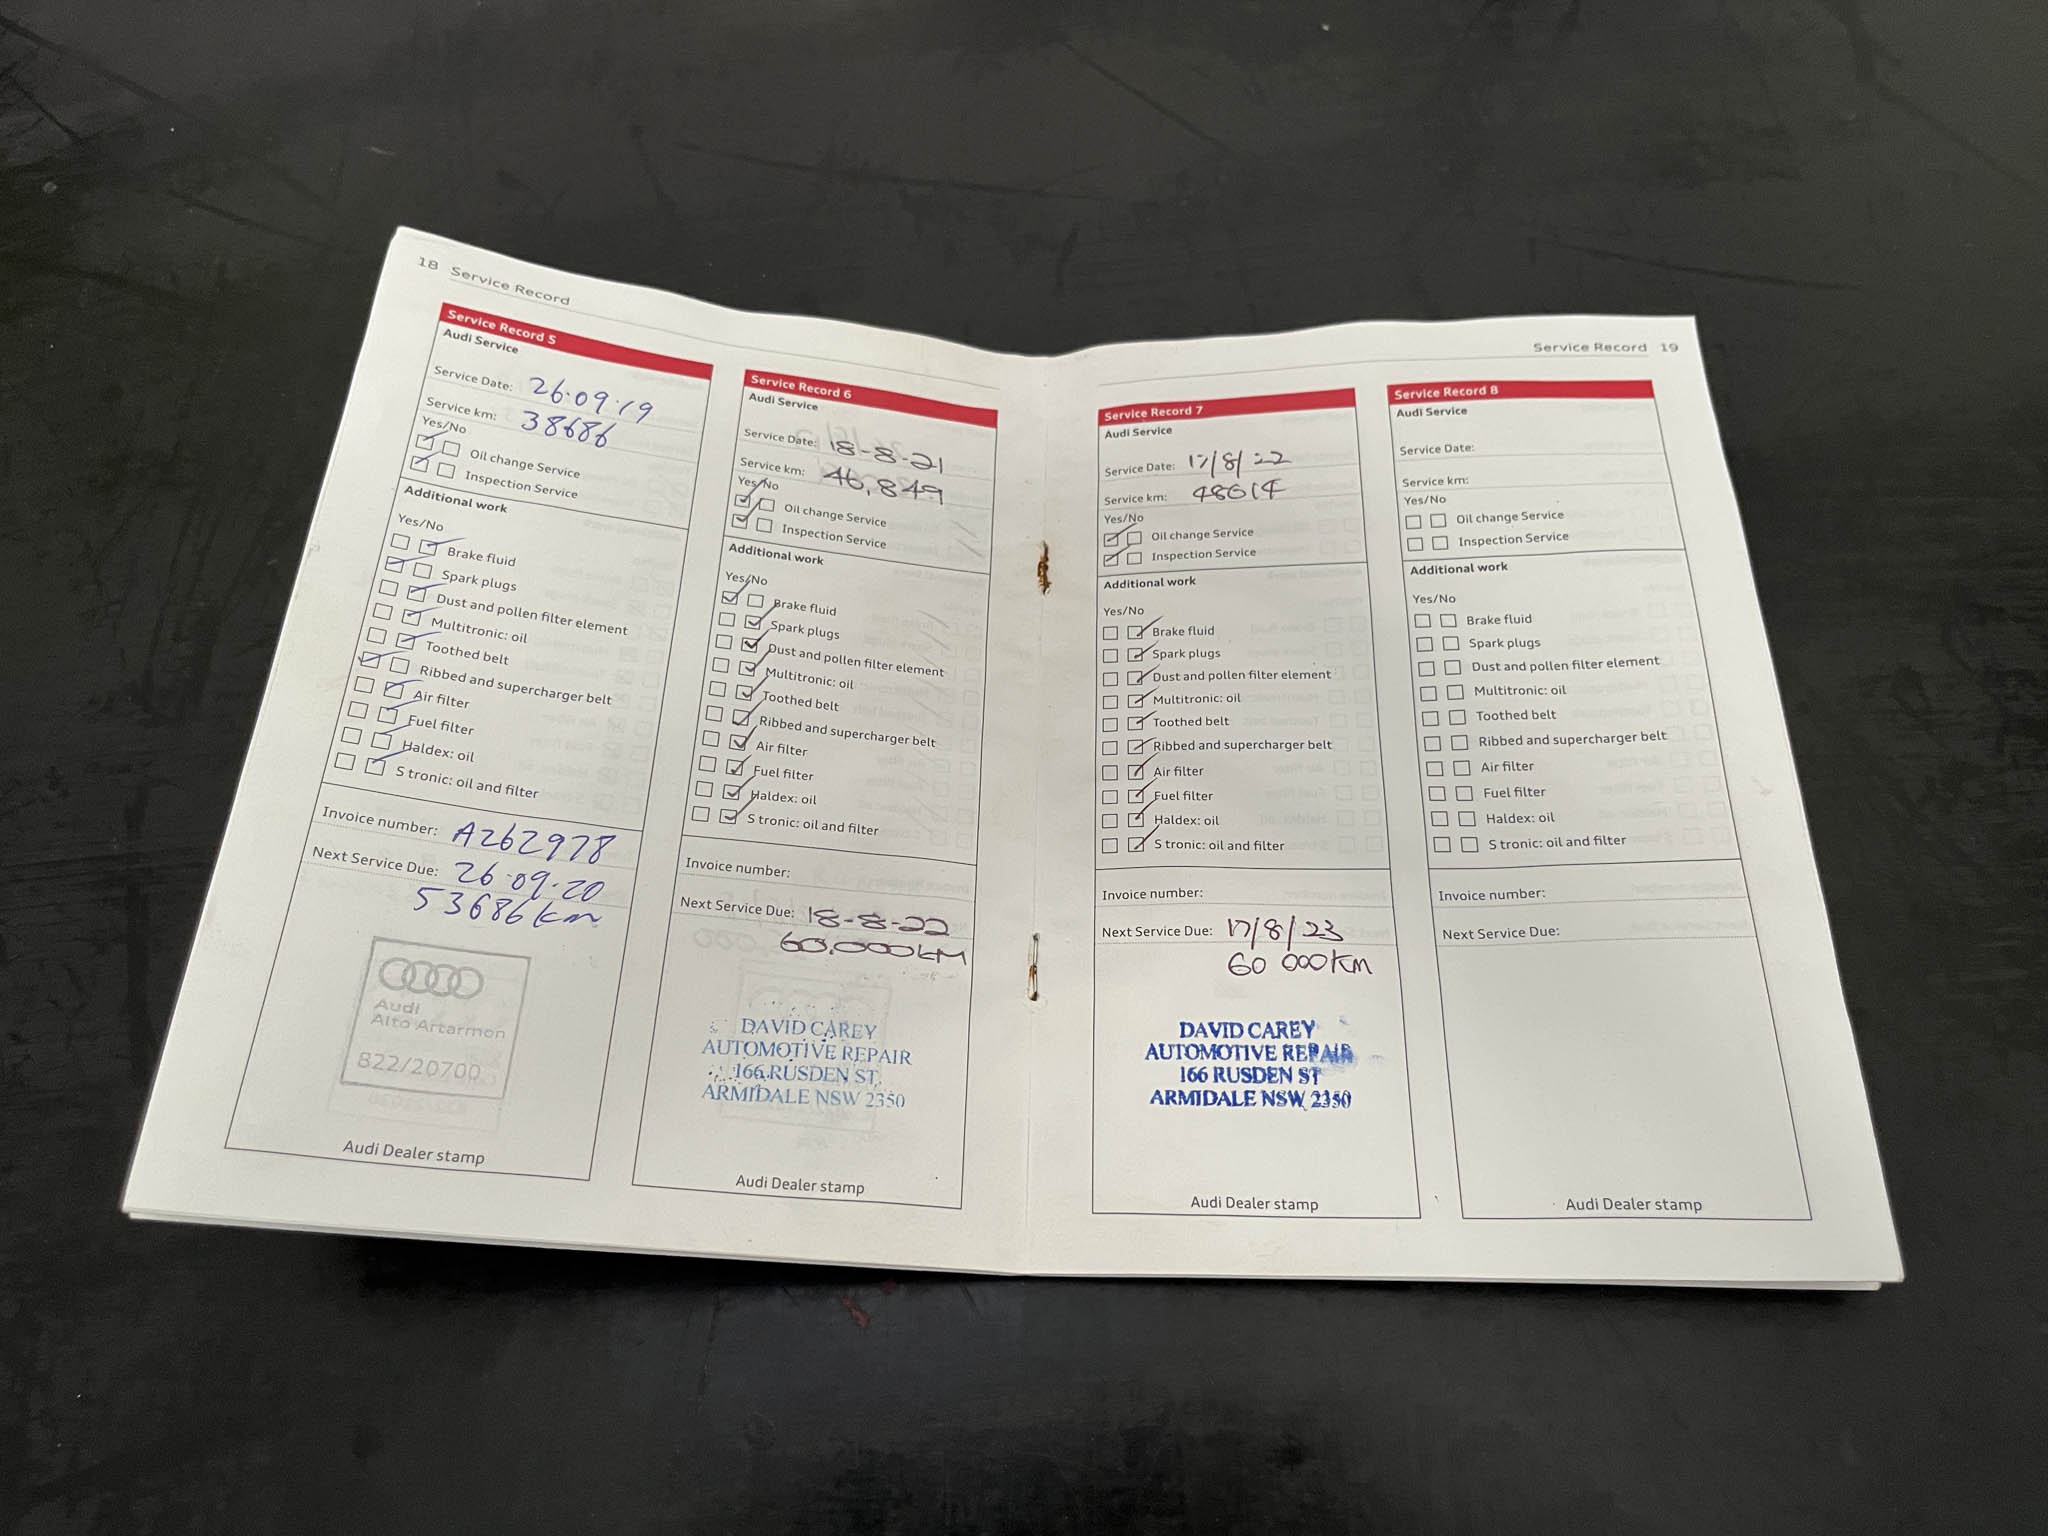 18 Service Record
Service Record 5
Audi Service
Service Date: 26.09.19
Service km: 38686
Yes/No
Oil change Service
Inspection Service
Additional work
Yes/No
Brake fluid
Spark plugs
Dust and pollen filter element
Multitronic: oil
Toothed belt
Ribbed and supercharger belt
Air filter
Fuel filter
Haldex: oil
S tronic: oil and filter
Invoice number: A262978
Next Service Due: 26.09.20
53686km
Audi
Alto Artarmon
822/20700
Audi Dealer stamp
Service Record 6
Audi Service
Service Date: 18-8-21
Service km: 46,849
Yes/No
Oil change Service
Inspection Service
Additional work
Yes/No
Brake fluid
Spark plugs
Dust and pollen filter element
Multitronic: oil
Toothed belt
Ribbed and supercharger belt
Air filter
Fuel filter
Haldex: oil
S tronic: oil and filter
Invoice number:
Next Service Due: 18-8-22
60,000KM
DAVID CAREY
AUTOMOTIVE REPAIR
166 RUSDEN ST
ARMIDALE NSW 2350
Audi Dealer stamp
Service Record 19
Service Record 7
Audi Service
Service Date: 17/8/22
Service km: 48614
Yes/No
Oil change Service
Inspection Service
Additional work
Yes/No
Brake fluid
Spark plugs
Dust and pollen filter element
Multitronic: oil
Toothed belt
Ribbed and supercharger belt
Air filter
Fuel filter
Haldex: oil
S tronic: oil and filter
Invoice number:
Next Service Due: 17/8/23
60 000KM
DAVID CAREY
AUTOMOTIVE REPAIR
166 RUSDEN ST
ARMIDALE NSW 2350
Audi Dealer stamp
Service Record 8
Audi Service
Service Date:
Service km:
Yes/No
Oil change Service
Inspection Service
Additional work
Yes/No
Brake fluid
Spark plugs
Dust and pollen filter element
Multitronic: oil
Toothed belt
Ribbed and supercharger belt
Air filter
Fuel filter
Haldex: oil
S tronic: oil and filter
Invoice number:
Next Service Due:
Audi Dealer stamp